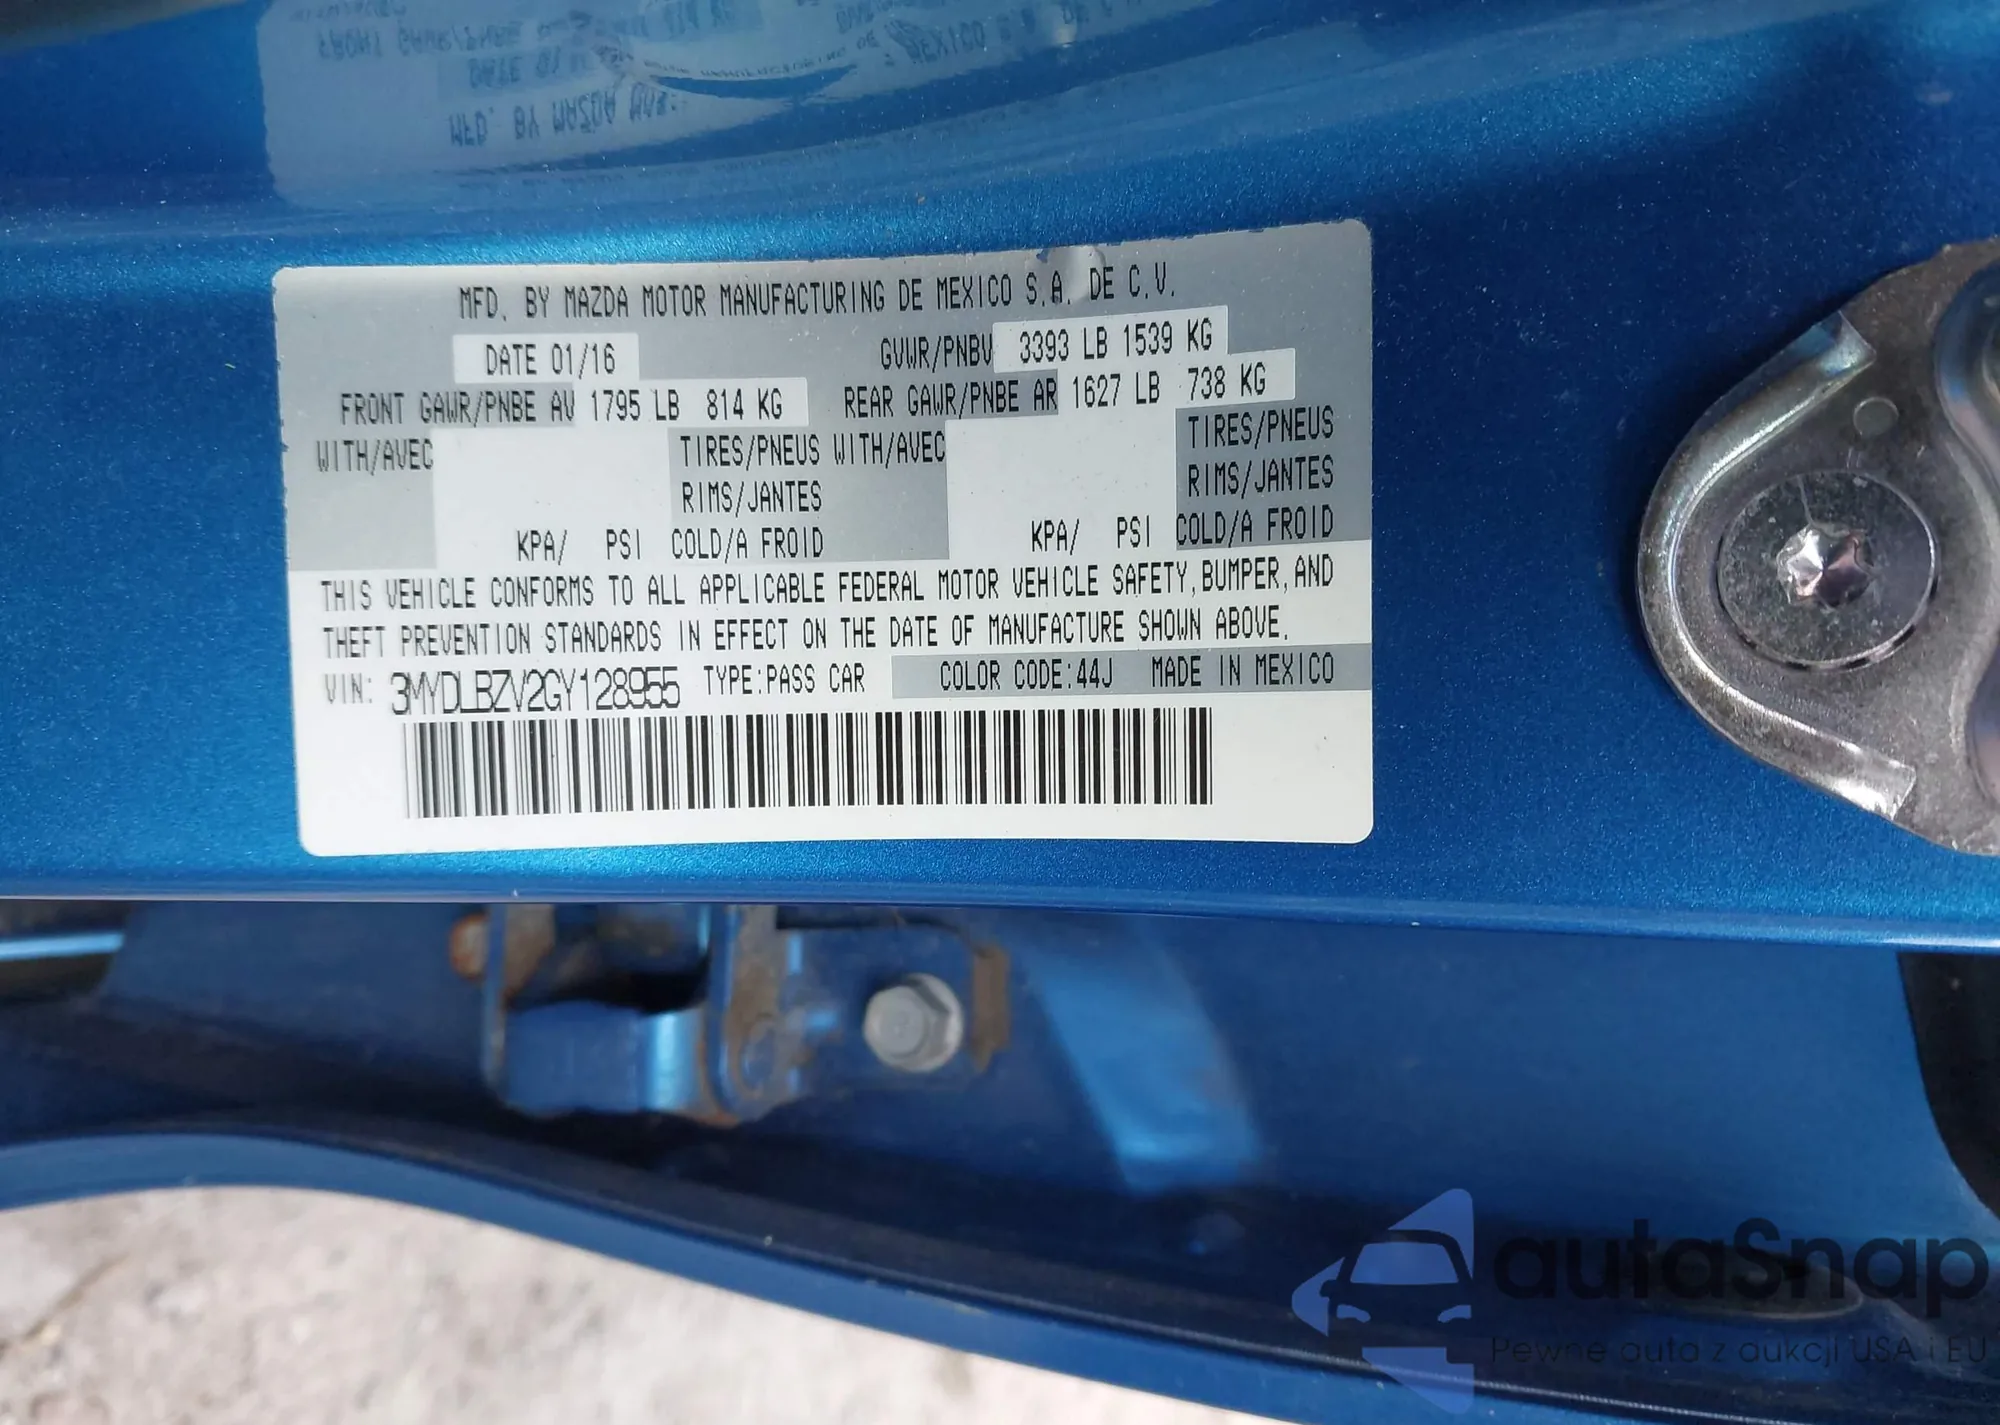 MFD. BY MAZDA MOTOR MANUFACTURING DE MEXICO S.A. DE C.V.
DATE 01/16 GVWR/PNBV 3393 LB 1539 KG
FRONT GAWR/PNBE AV 1795 LB 814 KG REAR GAWR/PNBE AR 1627 LB 738 KG
WITH/AVEC TIRES/PNEUS WITH/AVEC TIRES/PNEUS
RIMS/JANTES RIMS/JANTES
KPA/ PSI COLD/A FROID KPA/ PSI COLD/A FROID
THIS VEHICLE CONFORMS TO ALL APPLICABLE FEDERAL MOTOR VEHICLE SAFETY, BUMPER, AND
THEFT PREVENTION STANDARDS IN EFFECT ON THE DATE OF MANUFACTURE SHOWN ABOVE.
VIN: 3MYDLBZV2GY128955 TYPE:PASS CAR COLOR CODE:44J MADE IN MEXICO
autoSnap
Pewne auta z aukcji USA i EU